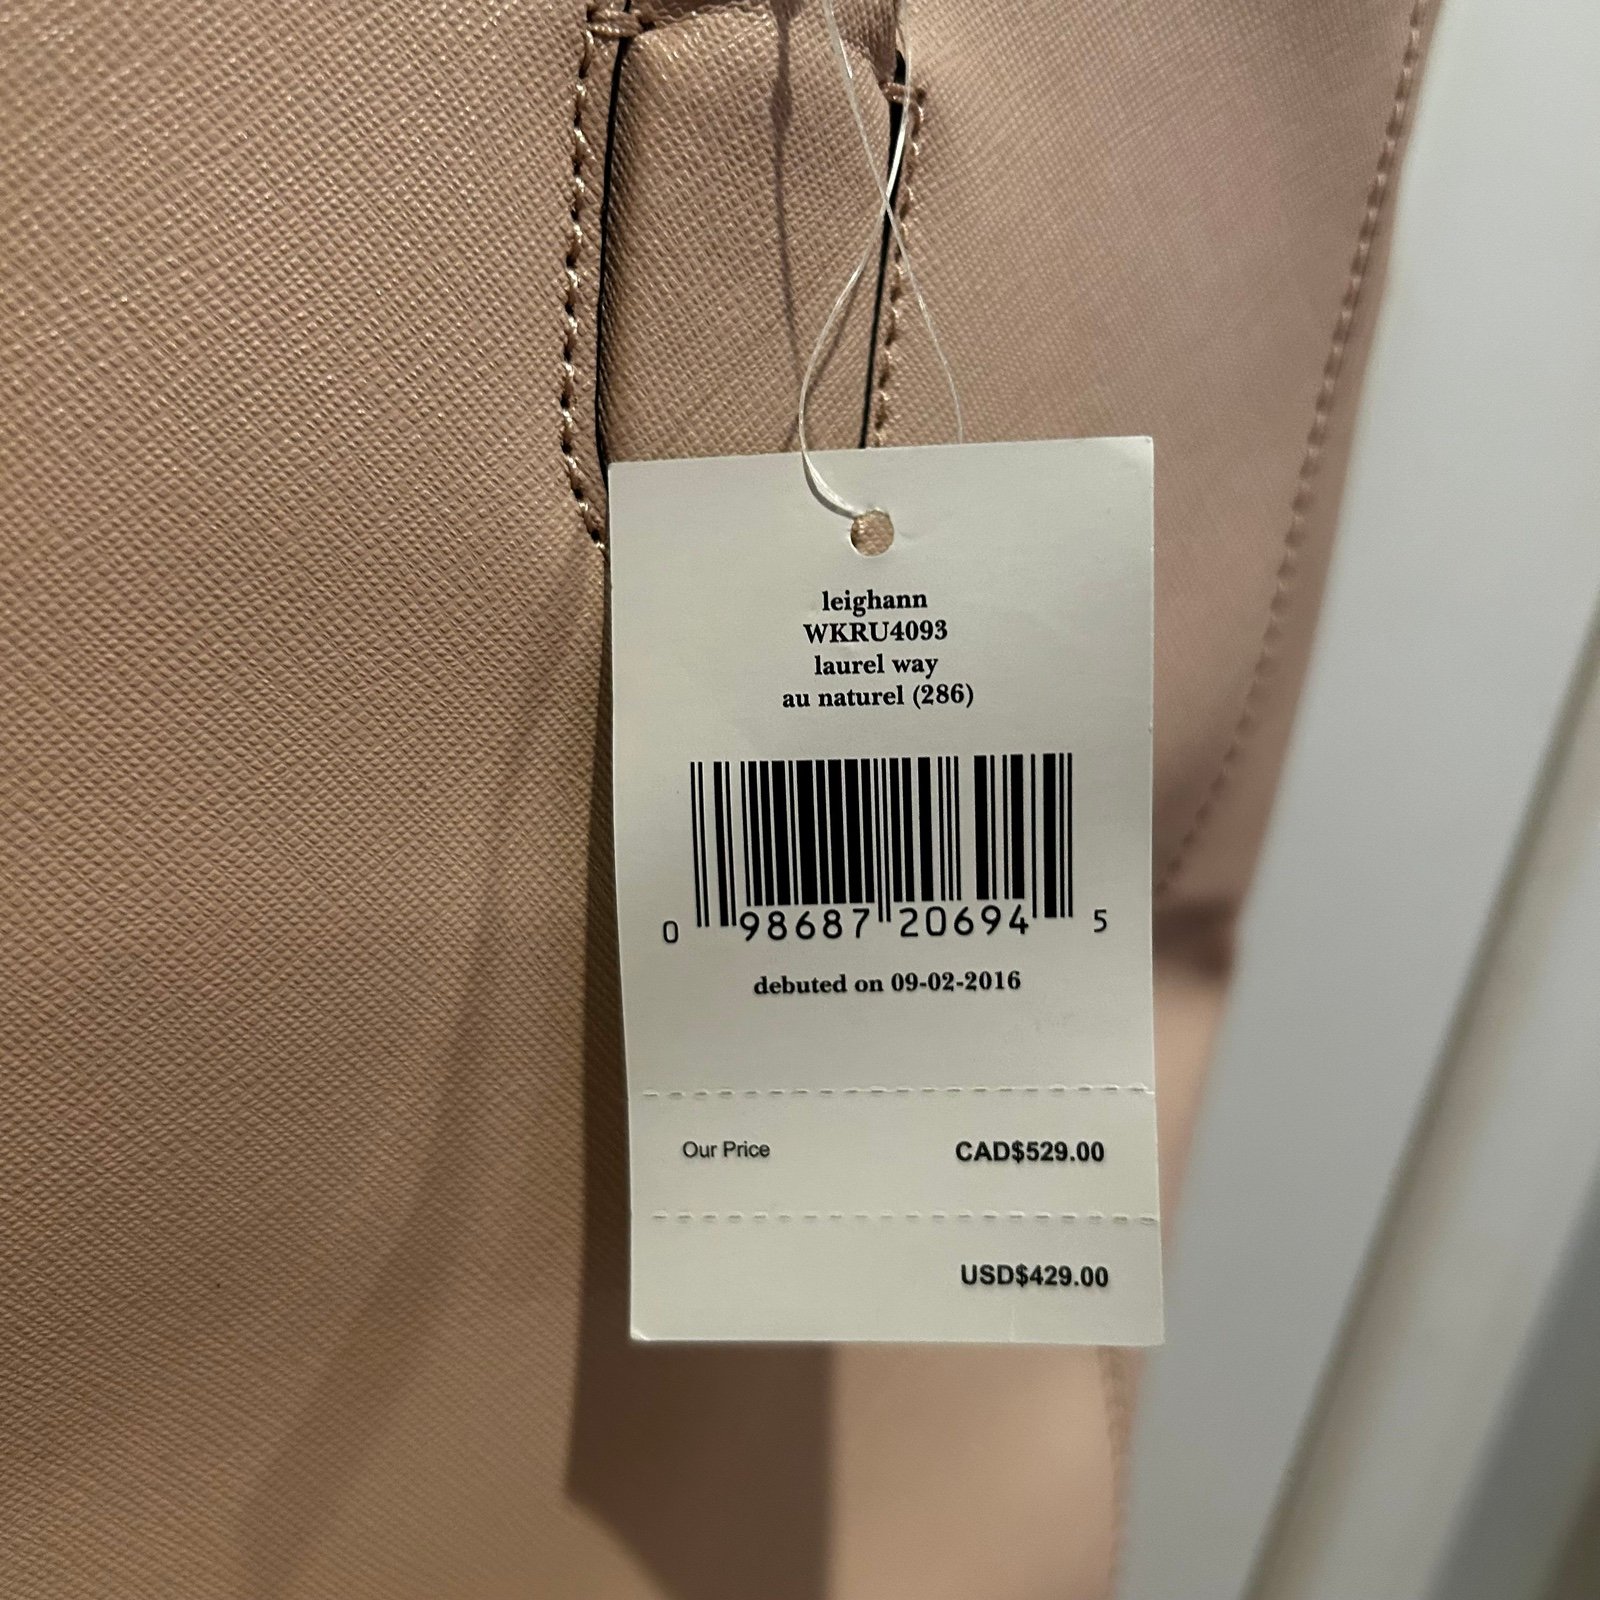 leighann
WKRU4093
laurel way
au naturel (286)
0 98687 20694 5
debuted on 09-02-2016
Our Price CAD$529.00
USD$429.00